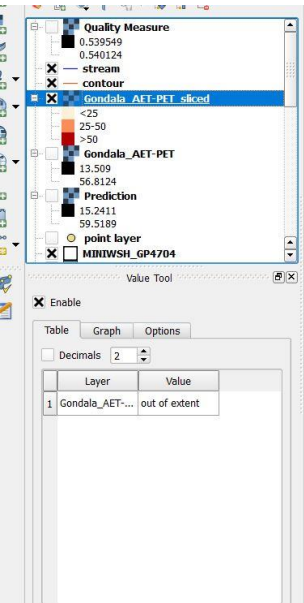 Quality Measure
0.539549
0.540124
stream
contour
Gondala_AET-PET_sliced
<25
25-50
>50
Gondala_AET-PET
13.509
56.8124
Prediction
15.2411
59.5189
point layer
MINIWSH_GP4704
Value Tool
Enable
Table Graph Options
Decimals 2
Layer Value
1 Gondala_AET-... out of extent